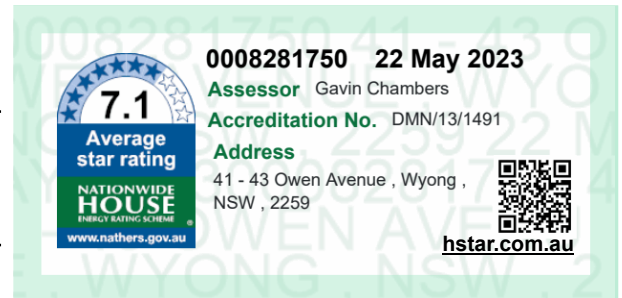 0008281750 22 May 2023
Assessor Gavin Chambers
Accreditation No. DMN/13/1491
Address
41 - 43 Owen Avenue , Wyong ,
NSW , 2259
hstar.com.au
7.1
Average
star rating
NATIONWIDE
HOUSE
ENERGY RATING SCHEME ®
www.nathers.gov.au